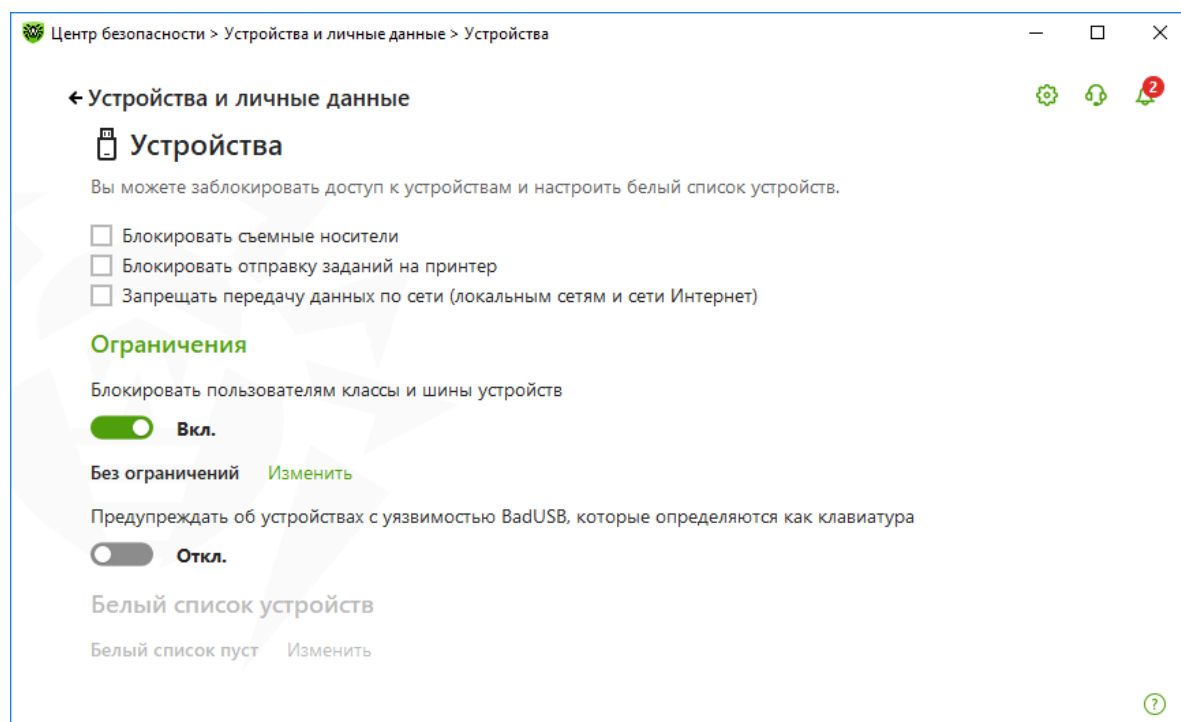 Центр безопасности > Устройства и личные данные > Устройства
2
Устройства и личные данные
Устройства
Вы можете заблокировать доступ к устройствам и настроить белый список устройств.
Блокировать съемные носители
Блокировать отправку заданий на принтер
Запрещать передачу данных по сети (локальным сетям и сети Интернет)
Ограничения
Блокировать пользователям классы и шины устройств
Вкл.
Без ограничений Изменить
Предупреждать об устройствах с уязвимостью BadUSB, которые определяются как клавиатура
Откл.
Белый список устройств
Белый список пуст Изменить
?